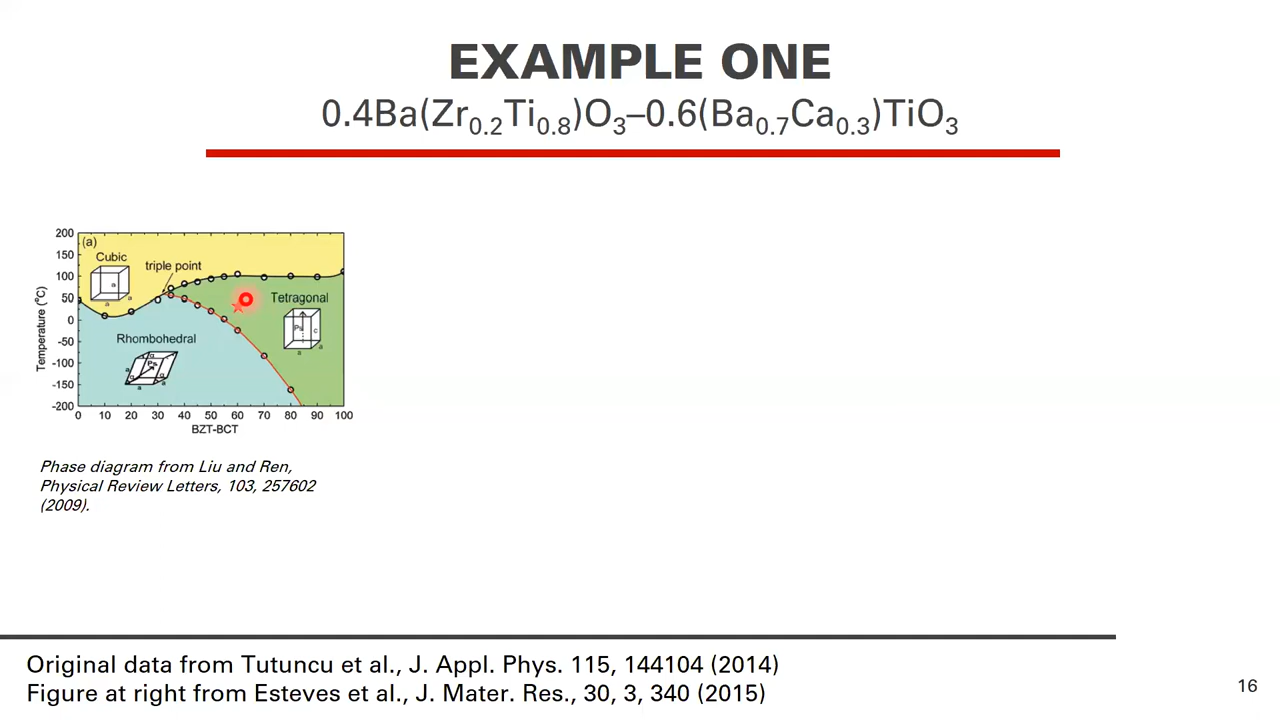 EXAMPLE ONE
0.4Ba(Zr0.2Ti0.8)O3–0.6(Ba0.7Ca0.3)TiO3
200
150
100
50
0
-50
-100
-150
-200
Temperature (°C)
(a)
Cubic
a
a
a
triple point
Tetragonal
Ps
c
a
a
Rhombohedral
Ps
a
a
a
α
α
α
0 10 20 30 40 50 60 70 80 90 100
BZT-BCT
Phase diagram from Liu and Ren,
Physical Review Letters, 103, 257602
(2009).
Original data from Tutuncu et al., J. Appl. Phys. 115, 144104 (2014)
Figure at right from Esteves et al., J. Mater. Res., 30, 3, 340 (2015)
16